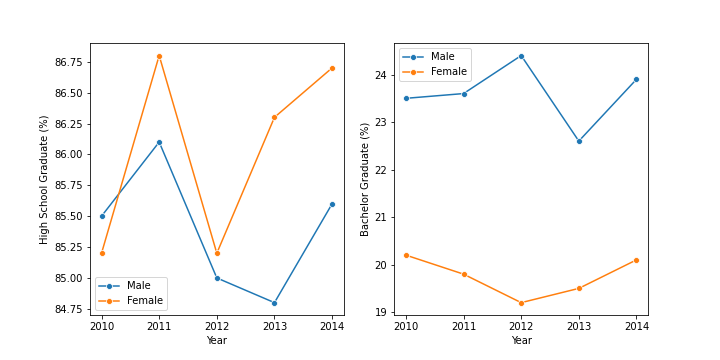 High School Graduate (%)
86.75
86.50
86.25
86.00
85.75
85.50
85.25
85.00
84.75
Male
Female
2010 2011 2012 2013 2014
Year
Bachelor Graduate (%)
Male
Female
24
23
22
21
20
19
2010 2011 2012 2013 2014
Year